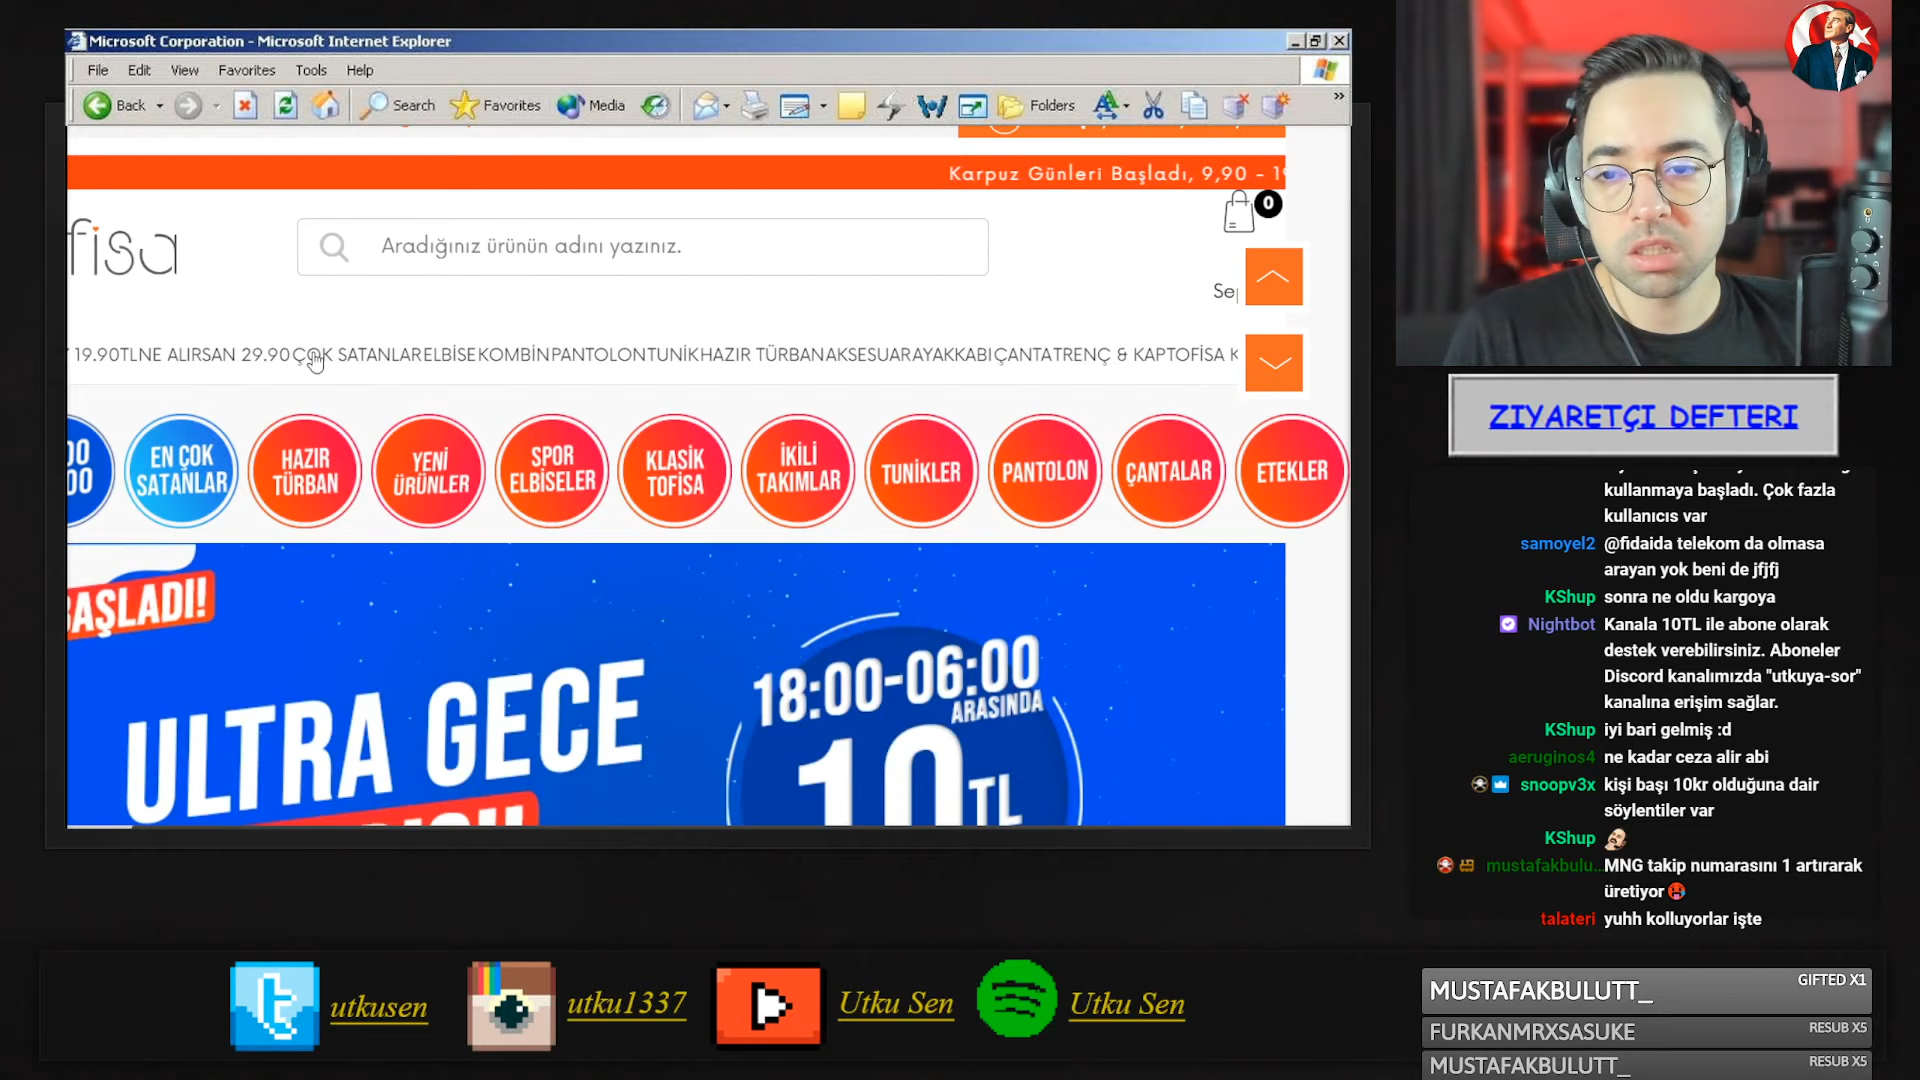 Microsoft Corporation - Microsoft Internet Explorer
File Edit View Favorites Tools Help
Back Search Favorites Media Folders
Karpuz Günleri Başladı, 9,90 -
fisa
Aradığınız ürünün adını yazınız.
0
Se
19.90TLNE ALIRSAN 29.90ÇOK SATANLARELBİSEKOMBİNPANTOLONTUNİKHAZIR TÜRBANAKSESUARAYAKKABIÇANTATRENÇ & KAPTOFİSA K
EN ÇOK SATANLAR
HAZIR TÜRBAN
YENİ ÜRÜNLER
SPOR ELBİSELER
KLASİK TOFİSA
İKİLİ TAKIMLAR
TUNİKLER
PANTOLON
ÇANTALAR
ETEKLER
BAŞLADI!
ULTRA GECE
18:00-06:00
ARASINDA
10 TL
ZIYARETÇI DEFTERI
kullanmaya başladı. Çok fazla
kullanıcıs var
samoyel2 @fidaida telekom da olmasa
arayan yok beni de jfjfj
KShup sonra ne oldu kargoya
Nightbot Kanala 10TL ile abone olarak
destek verebilirsiniz. Aboneler
Discord kanalımızda "utkuya-sor"
kanalına erişim sağlar.
KShup iyi bari gelmiş :d
aeruginos4 ne kadar ceza alir abi
snoopv3x kişi başı 10kr olduğuna dair
söylentiler var
KShup
mustafakbulu... MNG takip numarasını 1 artırarak
üretiyor
talateri yuhh kolluyorlar işte
utkusen
utku1337
Utku Sen
Utku Sen
MUSTAFAKBULUTT_ GIFTED X1
FURKANMRXSASUKE RESUB X5
MUSTAFAKBULUTT_ RESUB X5